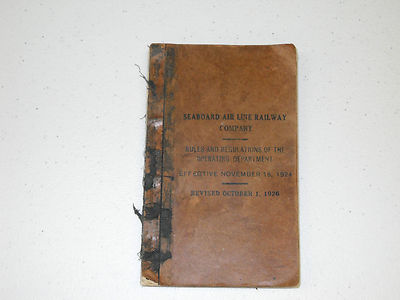 SEABOARD AIR LINE RAILWAY
COMPANY
RULES AND REGULATIONS OF THE
OPERATING DEPARTMENT
EFFECTIVE NOVEMBER 15, 1924
REVISED OCTOBER 1, 1926